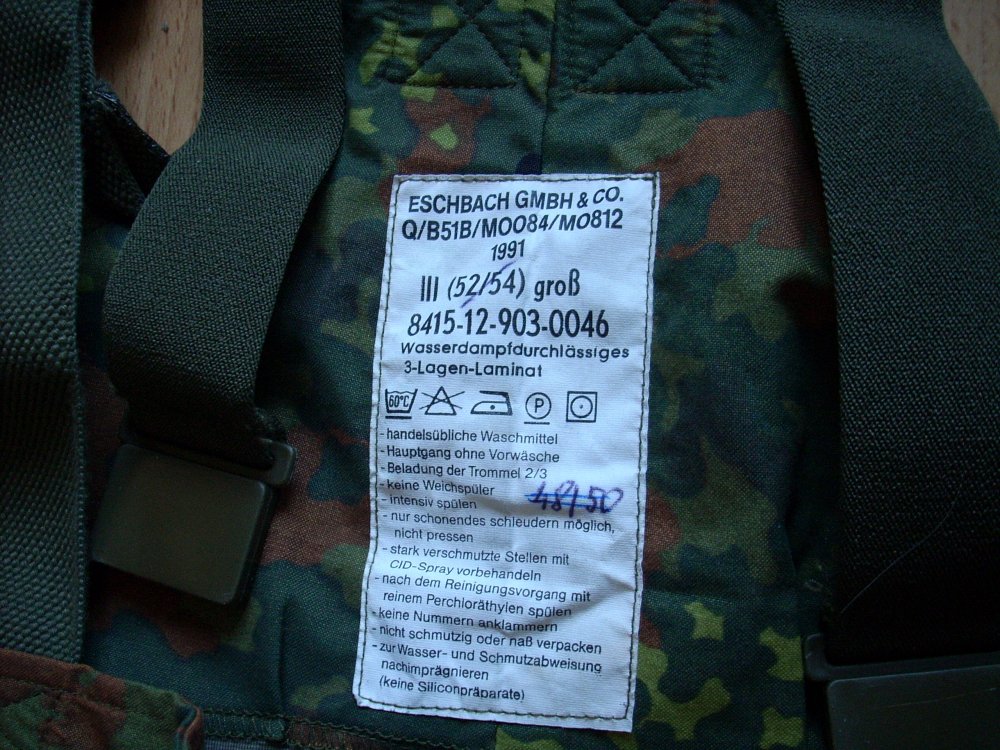 ESCHBACH GMBH & CO.
Q/B51B/M0084/M0812
1991
III (52/54) groß
8415-12-903-0046
Wasserdampfdurchlässiges
3-Lagen-Laminat
60°C P
- handelsübliche Waschmittel
- Hauptgang ohne Vorwäsche
- Beladung der Trommel 2/3
- keine Weichspüler 48/50
- intensiv spülen
- nur schonendes schleudern möglich,
nicht pressen
- stark verschmutzte Stellen mit
CID-Spray vorbehandeln
- nach dem Reinigungsvorgang mit
reinem Perchloräthylen spülen
- keine Nummern anklammern
- nicht schmutzig oder naß verpacken
- zur Wasser- und Schmutzabweisung
nachimprägnieren
(keine Siliconpräparate)